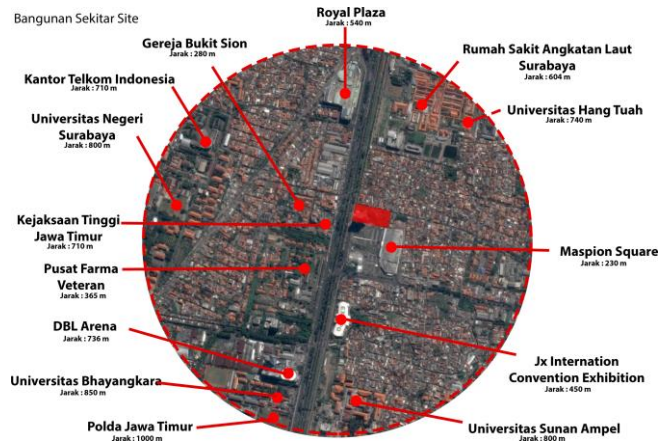 Bangunan Sekitar Site
Royal Plaza
Jarak : 540 m
Gereja Bukit Sion
Jarak : 280 m
Rumah Sakit Angkatan Laut
Surabaya
Jarak : 604 m
Kantor Telkom Indonesia
Jarak : 710 m
Universitas Hang Tuah
Jarak : 740 m
Universitas Negeri
Surabaya
Jarak : 800 m
Kejaksaan Tinggi
Jawa Timur
Jarak : 710 m
Maspion Square
Jarak : 230 m
Pusat Farma
Veteran
Jarak : 365 m
DBL Arena
Jarak : 736 m
Jx Internation
Convention Exhibition
Jarak : 450 m
Universitas Bhayangkara
Jarak : 850 m
Polda Jawa Timur
Jarak : 1000 m
Universitas Sunan Ampel
Jarak : 800 m